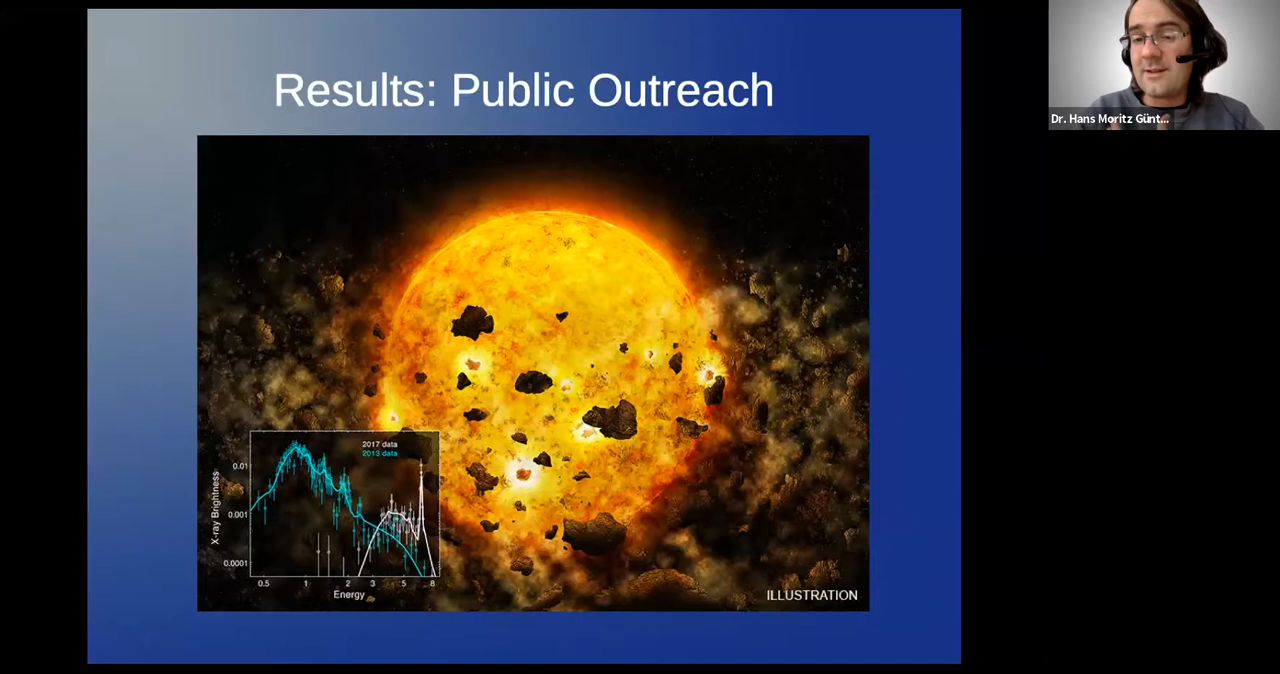 Results: Public Outreach
Dr. Hans Moritz Günt...
2017 data
2013 data
X-ray Brightness
0.01
0.001
0.0001
0.5 1 2 3 5 8
Energy
ILLUSTRATION